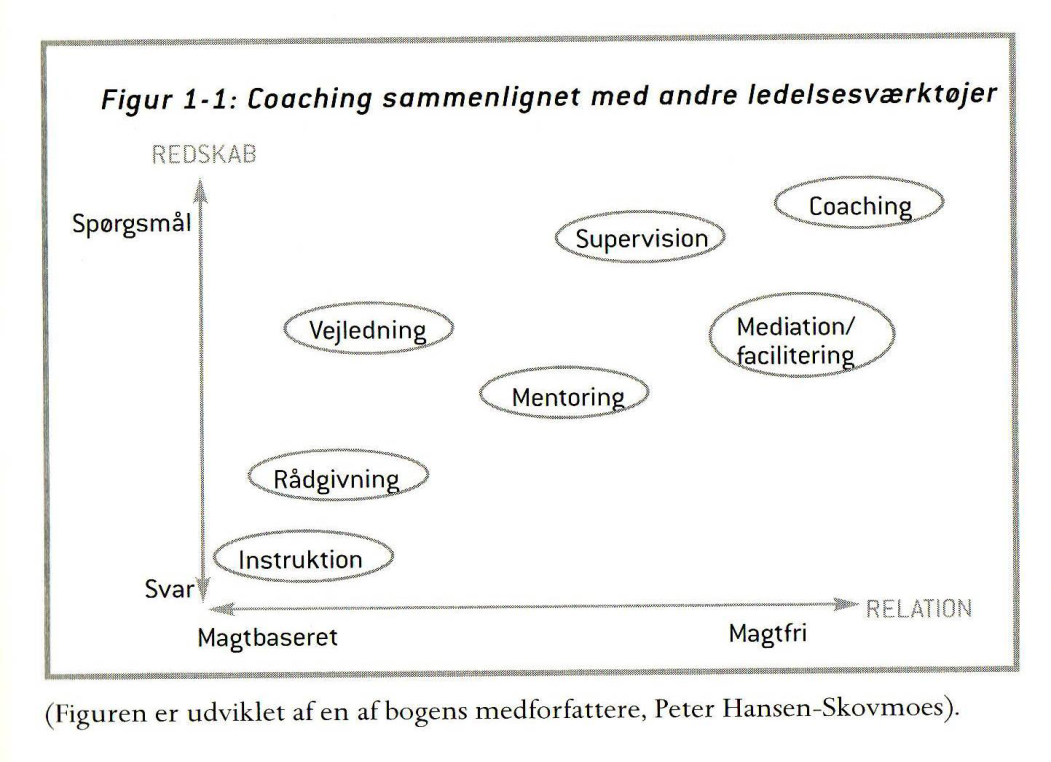 Figur 1-1: Coaching sammenlignet med andre ledelsesværktøjer
REDSKAB
Spørgsmål
Coaching
Supervision
Vejledning
Mediation/
facilitering
Mentoring
Rådgivning
Instruktion
Svar
RELATION
Magtbaseret
Magtfri
(Figuren er udviklet af en af bogens medforfattere, Peter Hansen-Skovmoes).